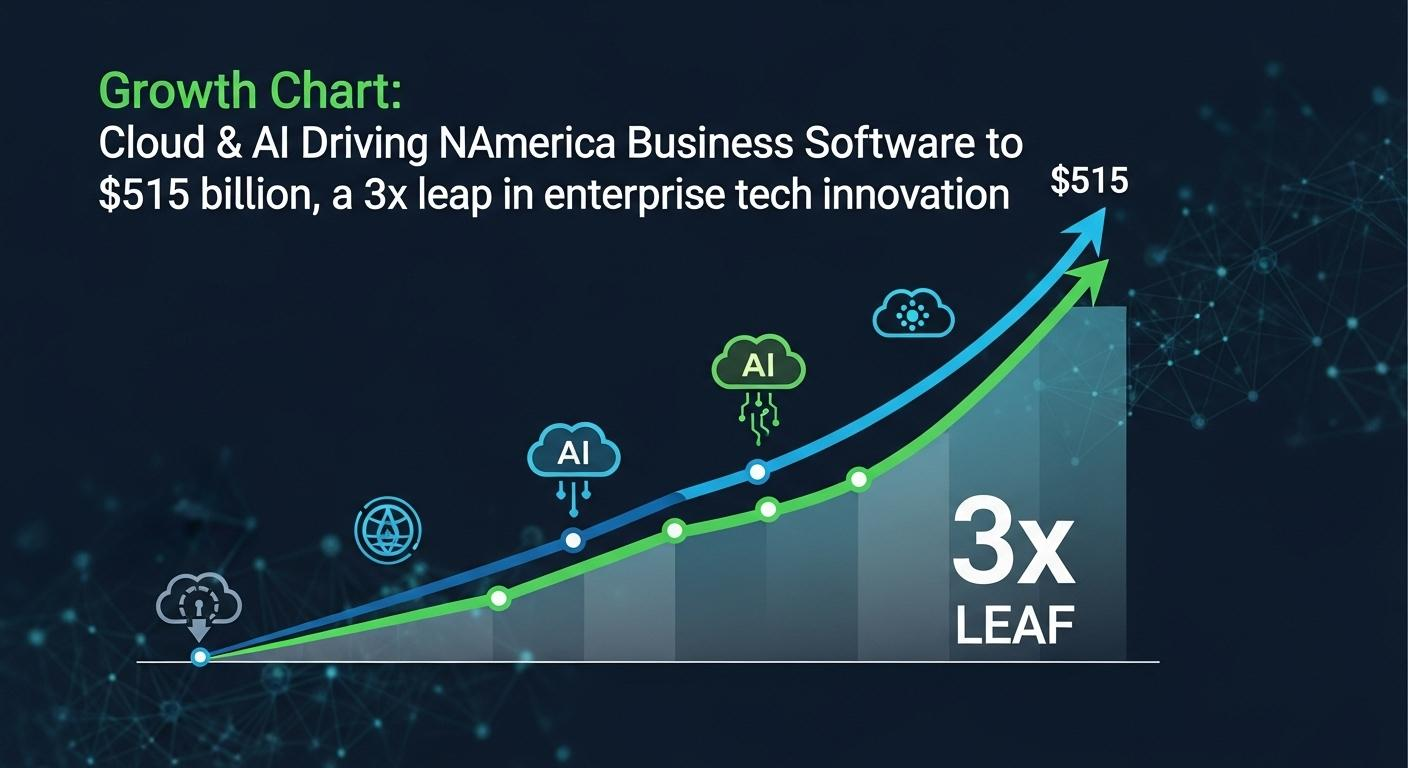 Growth Chart:
Cloud & AI Driving NAmerica Business Software to
$515 billion, a 3x leap in enterprise tech innovation
$515
AI
AI
3x
LEAF